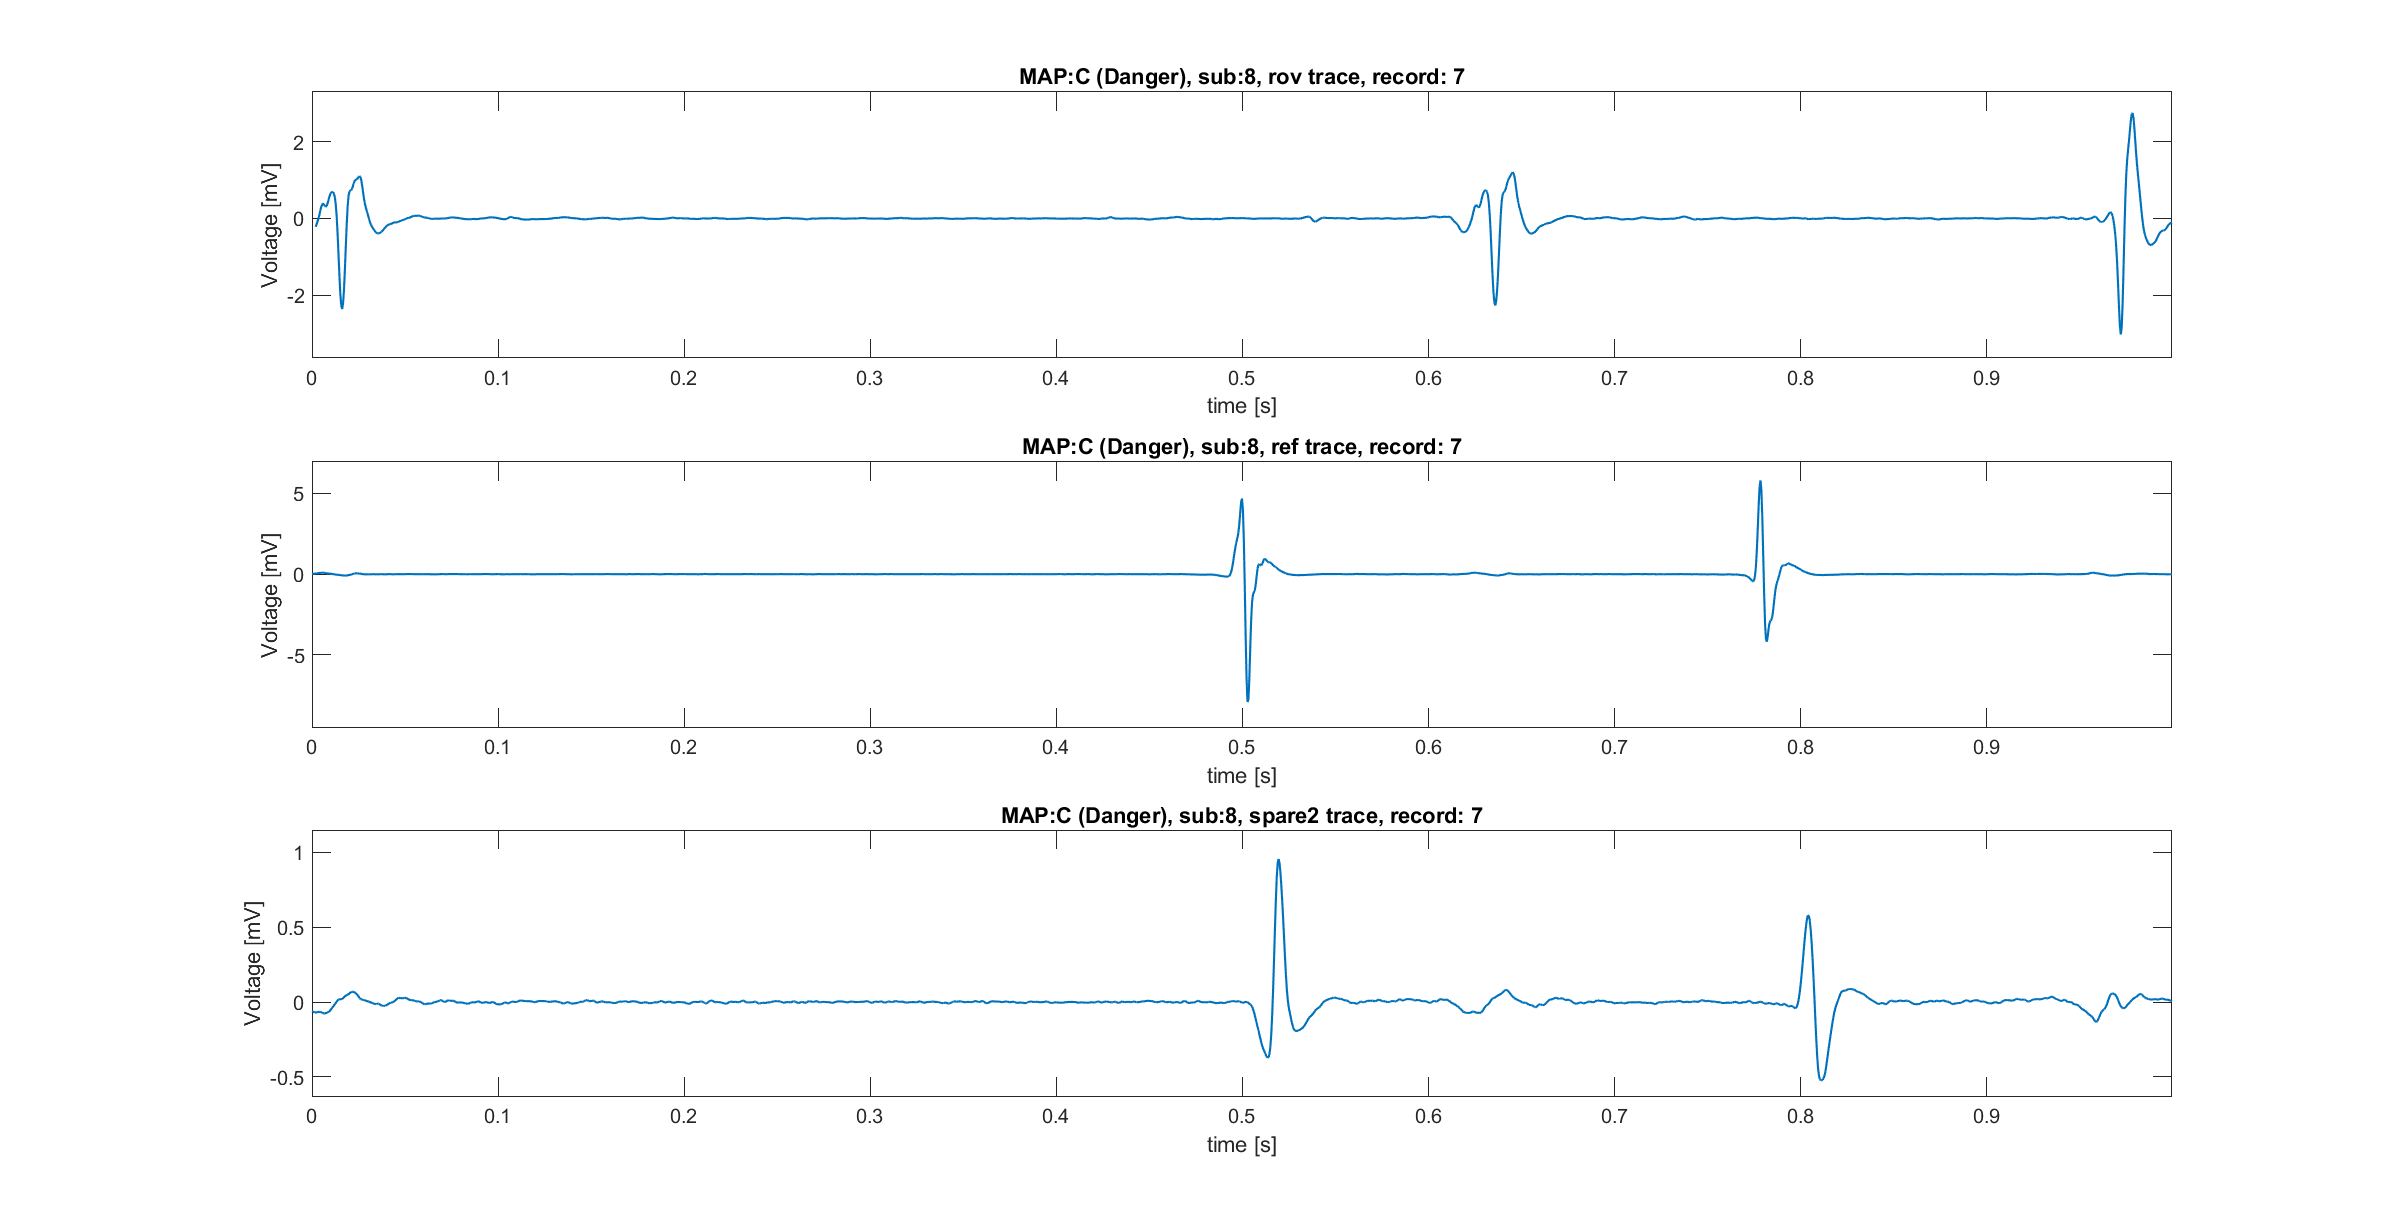 MAP:C (Danger), sub:8, rov trace, record: 7
Voltage [mV]
2
0
-2
0 0.1 0.2 0.3 0.4 0.5 0.6 0.7 0.8 0.9
time [s]
MAP:C (Danger), sub:8, ref trace, record: 7
Voltage [mV]
5
0
-5
0 0.1 0.2 0.3 0.4 0.5 0.6 0.7 0.8 0.9
time [s]
MAP:C (Danger), sub:8, spare2 trace, record: 7
Voltage [mV]
1
0.5
0
-0.5
0 0.1 0.2 0.3 0.4 0.5 0.6 0.7 0.8 0.9
time [s]